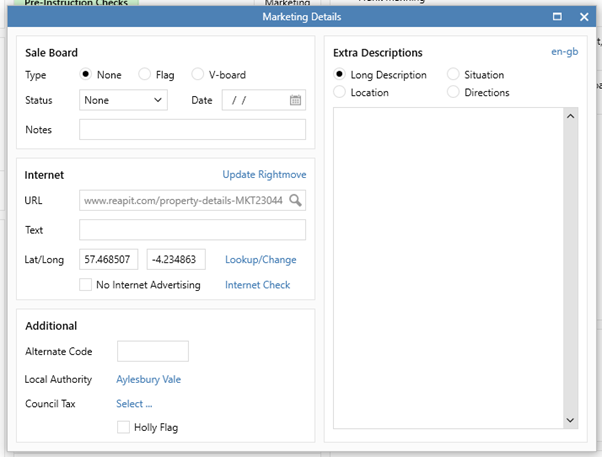 Pre-Instruction Checks
Marketing
Marketing Details
Sale Board
Type None Flag V-board
Status None Date / /
Notes
Internet Update Rightmove
URL www.reapit.com/property-details-MKT23044
Text
Lat/Long 57.468507 -4.234863 Lookup/Change
No Internet Advertising Internet Check
Additional
Alternate Code
Local Authority Aylesbury Vale
Council Tax Select ...
Holly Flag
Extra Descriptions en-gb
Long Description Situation
Location Directions